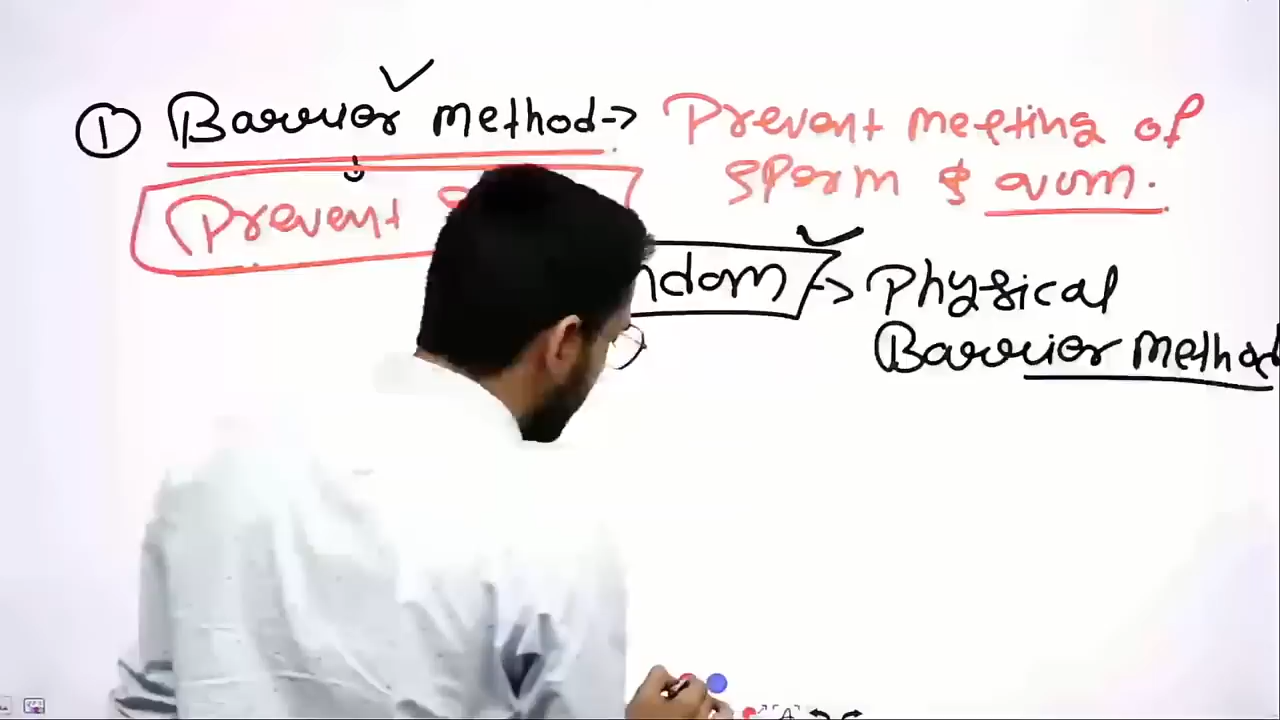 ① Barrier method → Prevent meeting of
sperm & ovum.
Prevent
ndom → Physical
Barrier Method